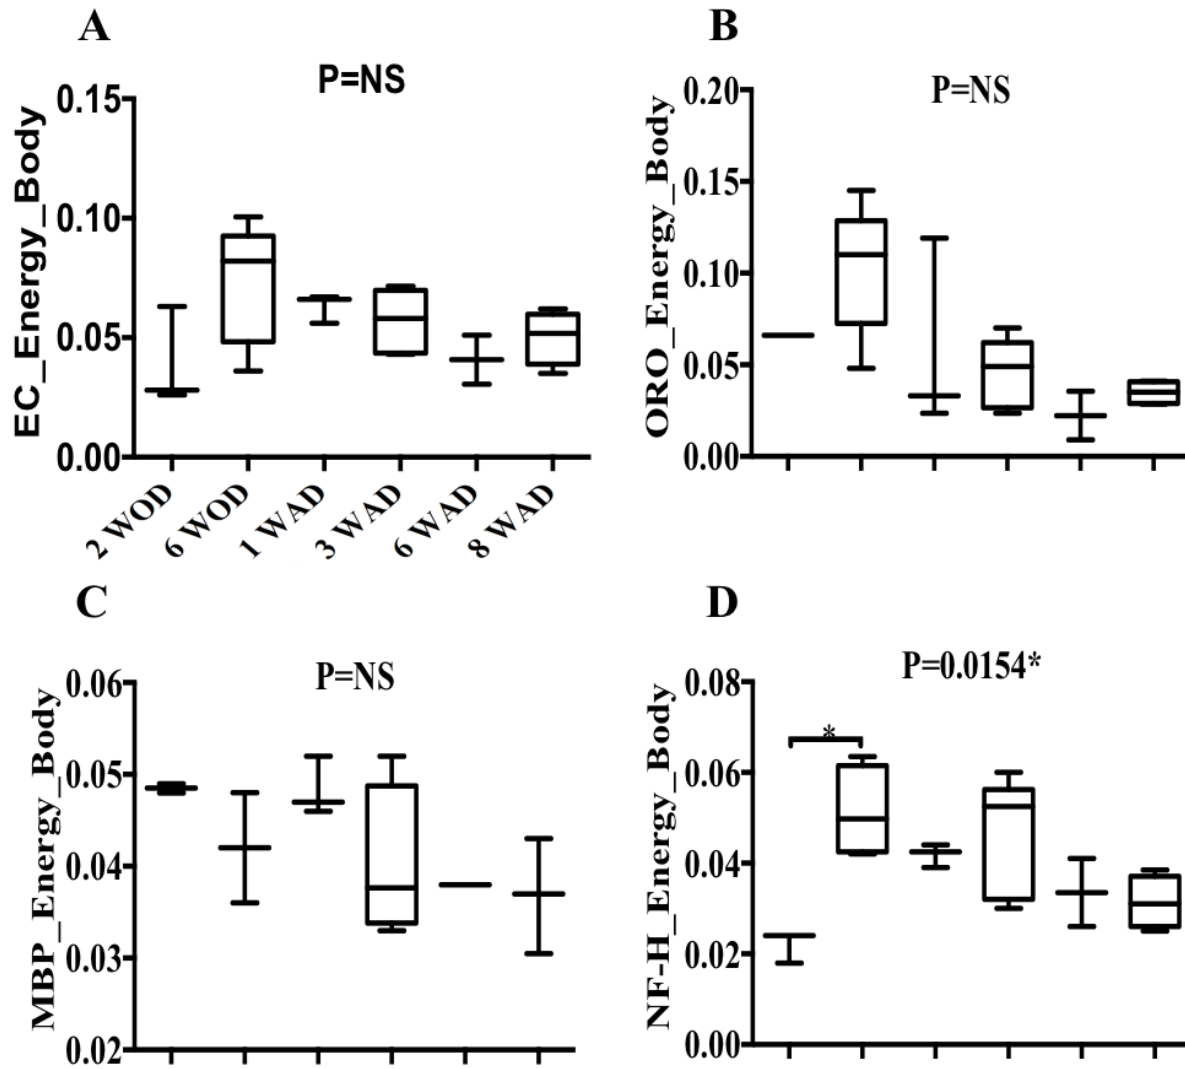 A
P=NS
EC_Energy_Body
0.15
0.10
0.05
0.00
2 WOD
6 WOD
1 WAD
3 WAD
6 WAD
8 WAD
B
P=NS
ORO_Energy_Body
0.20
0.15
0.10
0.05
0.00
C
P=NS
MBP_Energy_Body
0.06
0.05
0.04
0.03
0.02
D
P=0.0154*
NF-H_Energy_Body
0.08
*
0.06
0.04
0.02
0.00